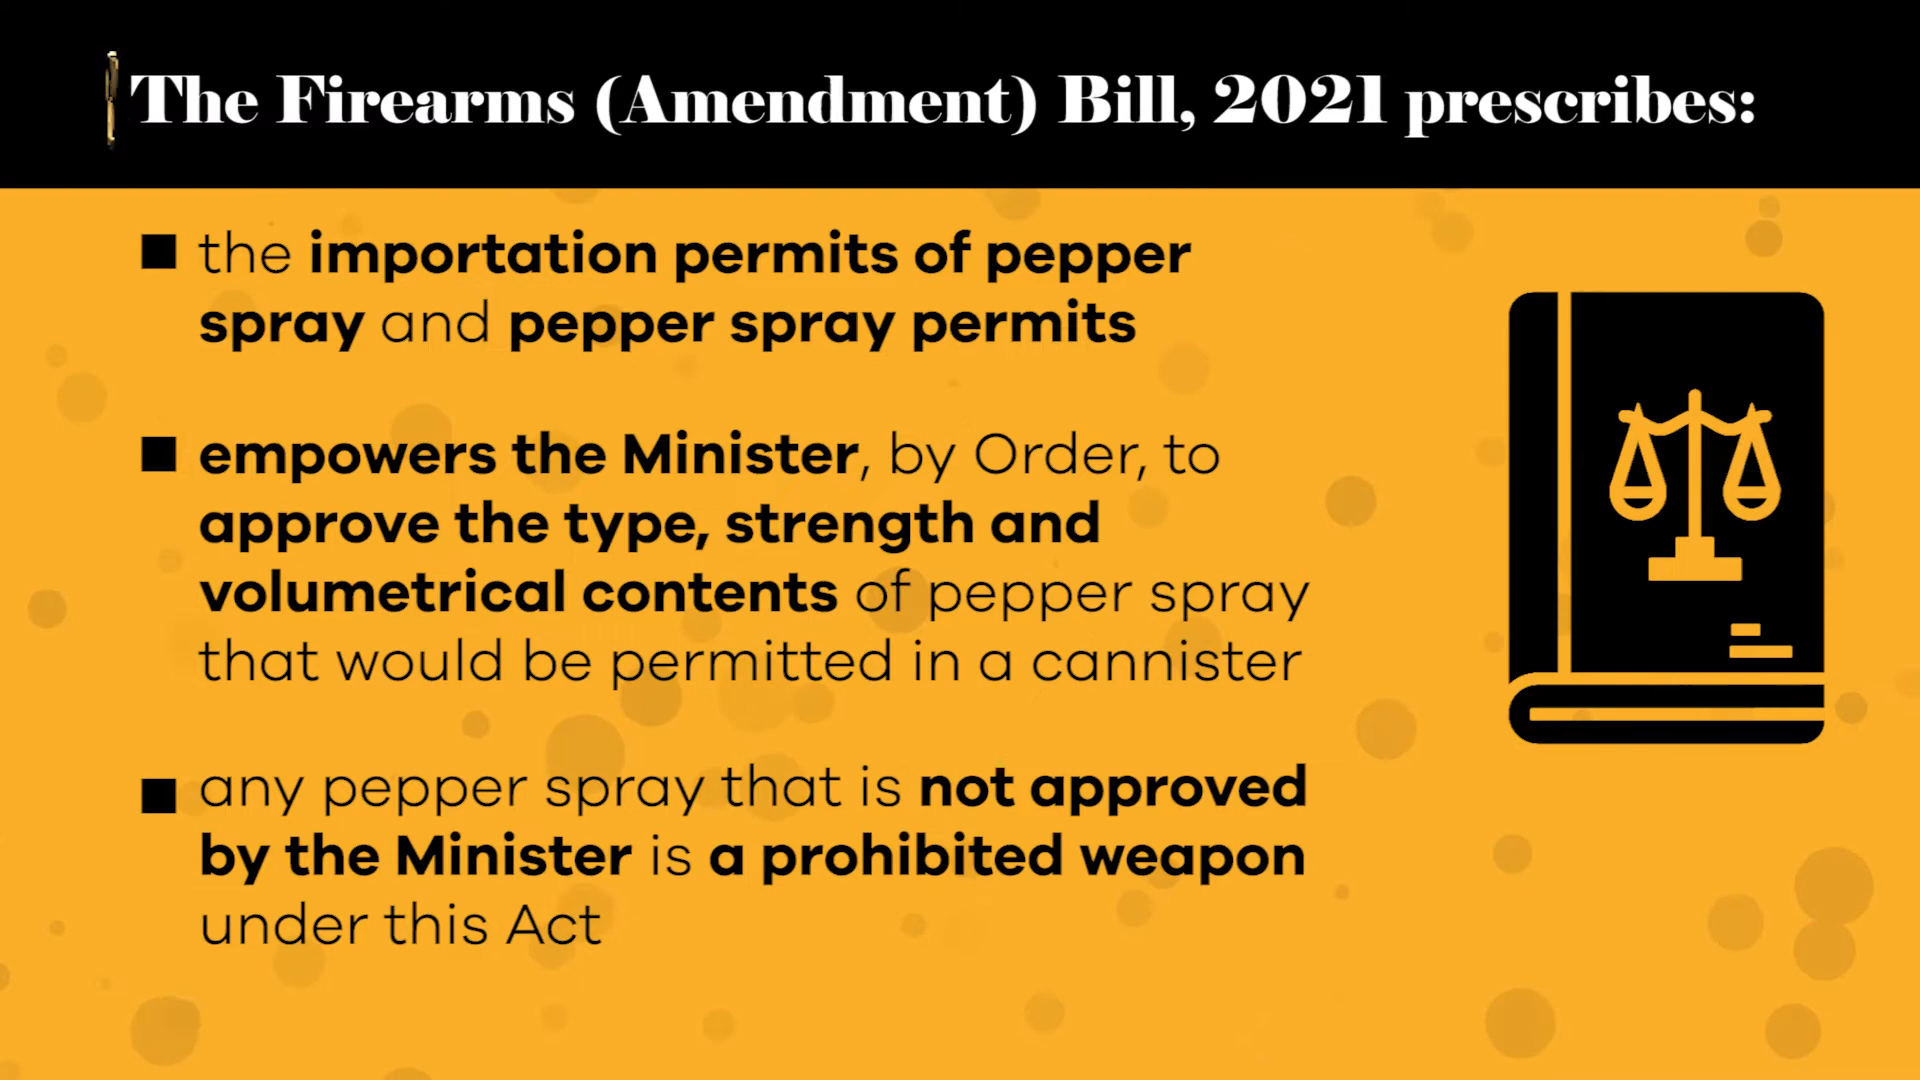 The Firearms (Amendment) Bill, 2021 prescribes:
the importation permits of pepper
spray and pepper spray permits
empowers the Minister, by Order, to
approve the type, strength and
volumetrical contents of pepper spray
that would be permitted in a cannister
any pepper spray that is not approved
by the Minister is a prohibited weapon
under this Act